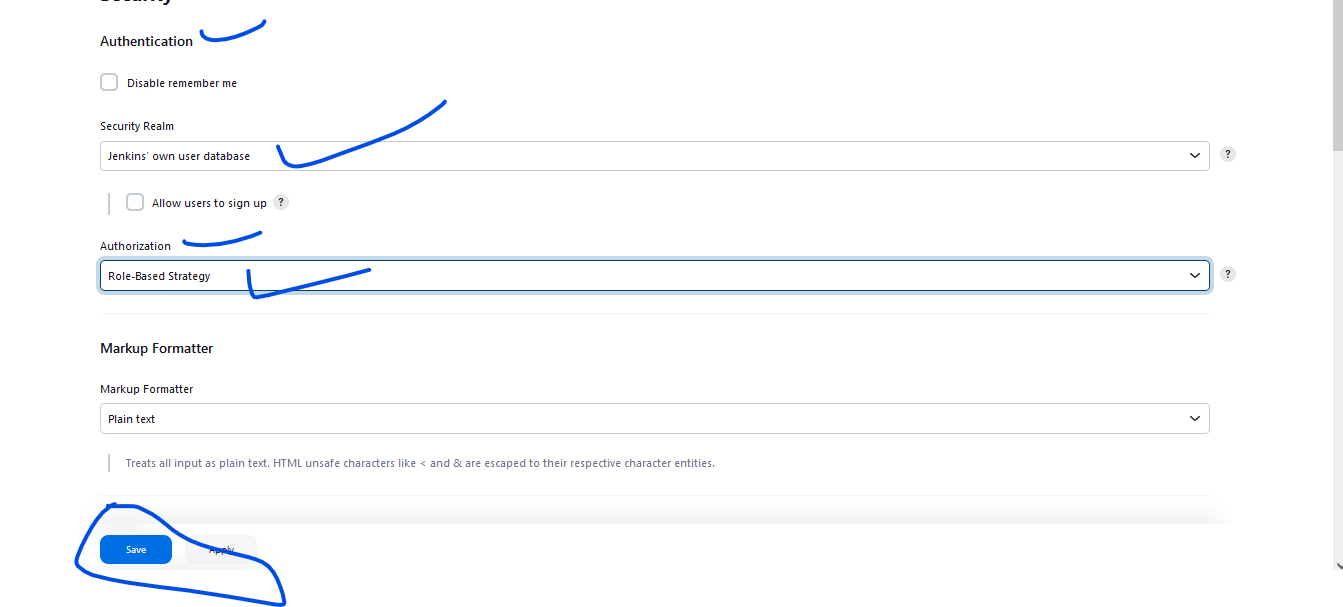 Security
Authentication
Disable remember me
Security Realm
Jenkins' own user database
?
Allow users to sign up ?
Authorization
Role-Based Strategy
?
Markup Formatter
Markup Formatter
Plain text
Treats all input as plain text. HTML unsafe characters like < and & are escaped to their respective character entities.
Save Apply